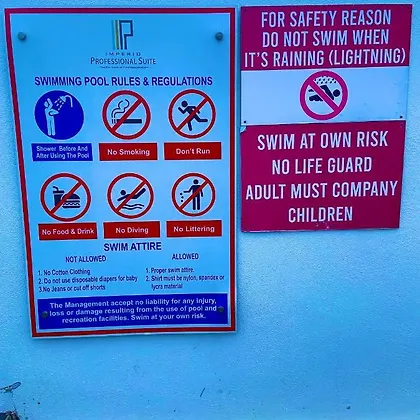 IMPERIO
PROFESSIONAL SUITE
SWIMMING POOL RULES & REGULATIONS
Shower Before And
After Using The Pool
No Smoking
Don't Run
No Food & Drink
No Diving
No Littering
SWIM ATTIRE
NOT ALLOWED
1. No Cotton Clothing
2. Do not use disposable diapers for baby
3.No Jeans or cut off shorts
ALLOWED
1. Proper swim attire.
2. Shirt must be nylon, spandex or
lycra material
The Management accept no liability for any injury,
loss or damage resulting from the use of pool and
recreation facilities. Swim at your own risk.
FOR SAFETY REASON
DO NOT SWIM WHEN
IT'S RAINING (LIGHTNING)
SWIM AT OWN RISK
NO LIFE GUARD
ADULT MUST COMPANY
CHILDREN